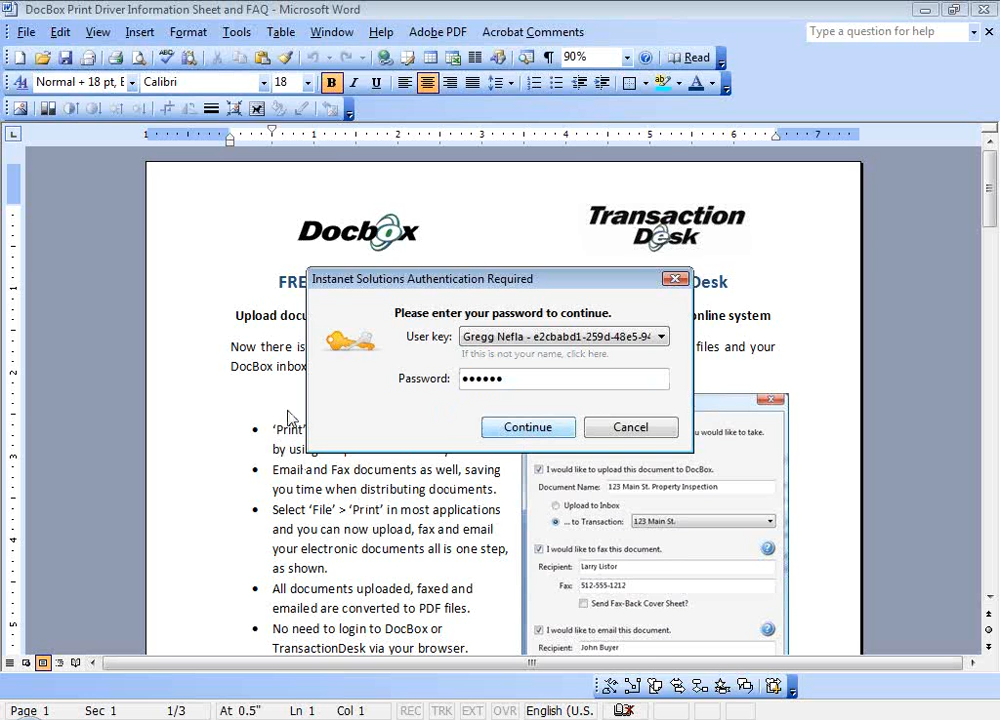 DocBox Print Driver Information Sheet and FAQ - Microsoft Word
File Edit View Insert Format Tools Table Window Help Adobe PDF Acrobat Comments Type a question for help
90% Read
Normal + 18 pt, E Calibri 18 B I U
1 1 2 3 4 5 6 7
Docbox Transaction Desk
FRE Desk
Upload docu online system
Now there is files and your
DocBox inbox
Instanet Solutions Authentication Required
Please enter your password to continue.
User key: Gregg Nefla - e2cbabd1-259d-48e5-94
If this is not your name, click here.
Password: ••••••
Continue Cancel
• 'Print'
by using
• Email and Fax documents as well, saving
you time when distributing documents.
• Select 'File' > 'Print' in most applications
and you can now upload, fax and email
your electronic documents all is one step,
as shown.
• All documents uploaded, faxed and
emailed are converted to PDF files.
• No need to login to DocBox or
TransactionDesk via your browser.
you would like to take.
I would like to upload this document to DocBox.
Document Name: 123 Main St. Property Inspection
Upload to Inbox
... to Transaction: 123 Main St.
I would like to fax this document.
Recipient: Larry Listor
Fax: 512-555-1212
Send Fax-Back Cover Sheet?
I would like to email this document.
Recipient: John Buyer
Page 1 Sec 1 1/3 At 0.5" Ln 1 Col 1 REC TRK EXT OVR English (U.S.